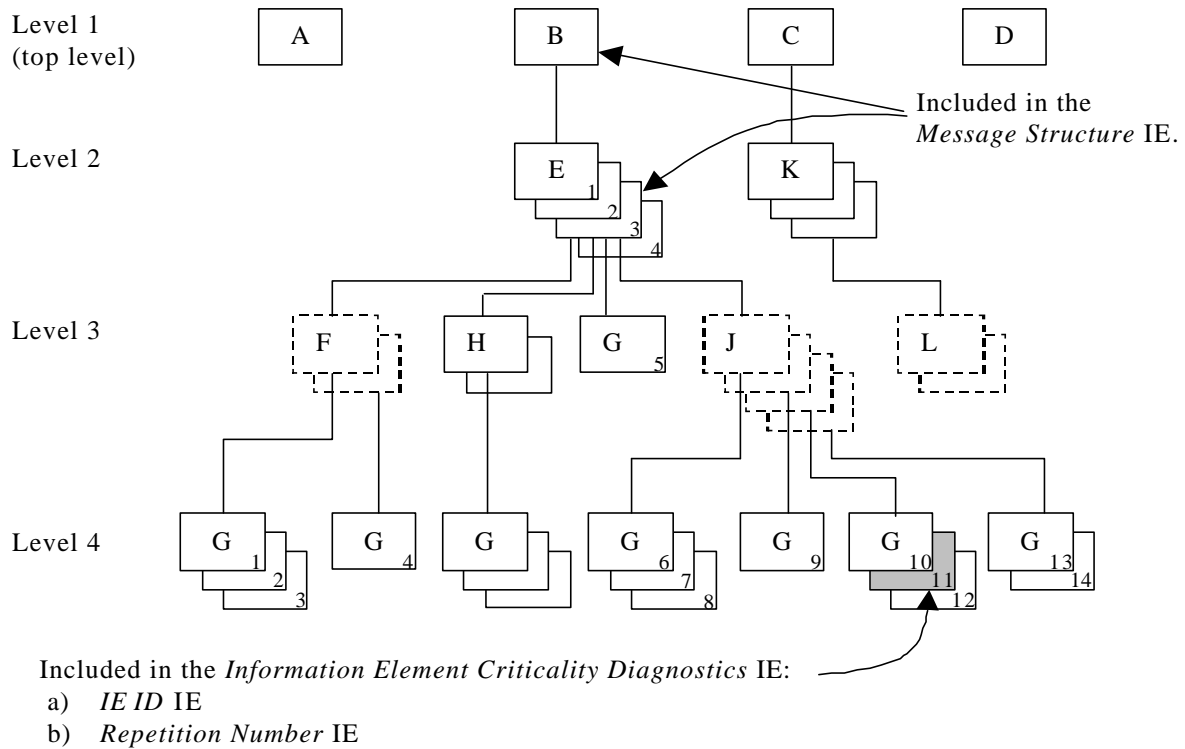 Level 1
(top level)
A
B
C
D
Included in the
Message Structure IE.
Level 2
E
1
2
3
4
K
Level 3
F
H
G
5
J
L
Level 4
G
1
2
3
G
4
G
G
6
7
8
G
9
G
10
11
12
G
13
14
Included in the Information Element Criticality Diagnostics IE:
a) IE ID IE
b) Repetition Number IE